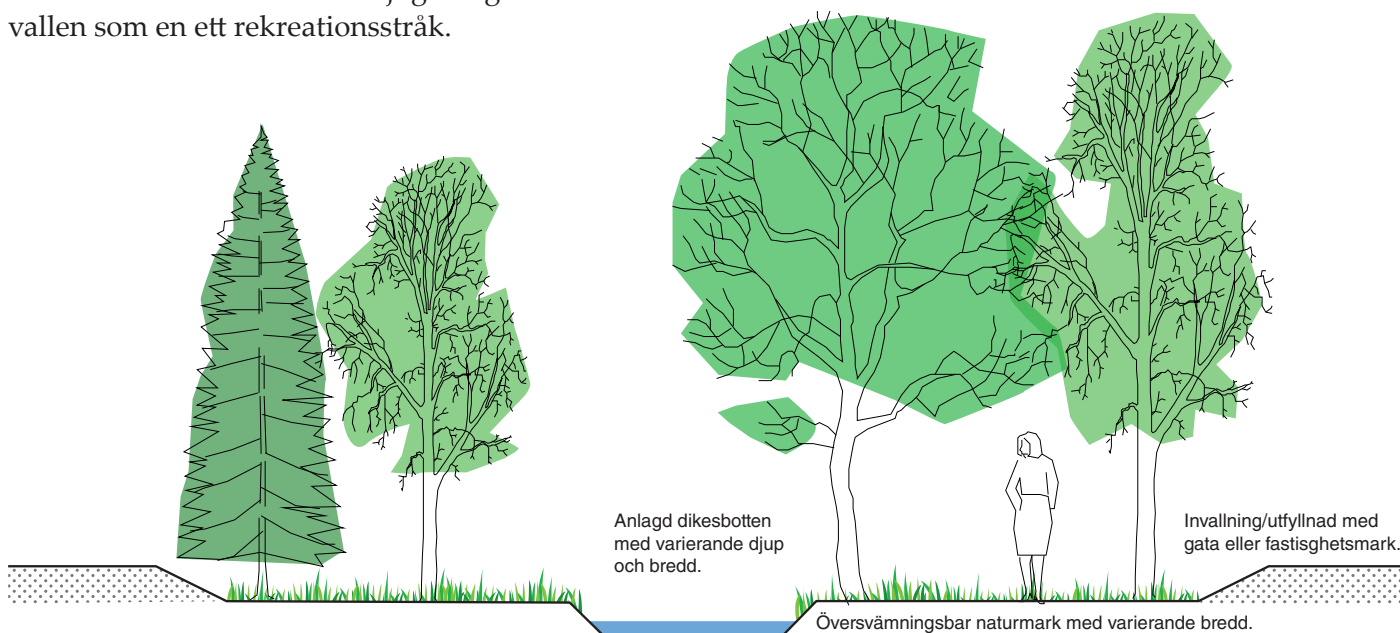 vallen som en ett rekreationsstråk.
Anlagd dikesbotten
med varierande djup
och bredd.
Invallning/utfyllnad med
gata eller fastisghetsmark.
Översvämningsbar naturmark med varierande bredd.